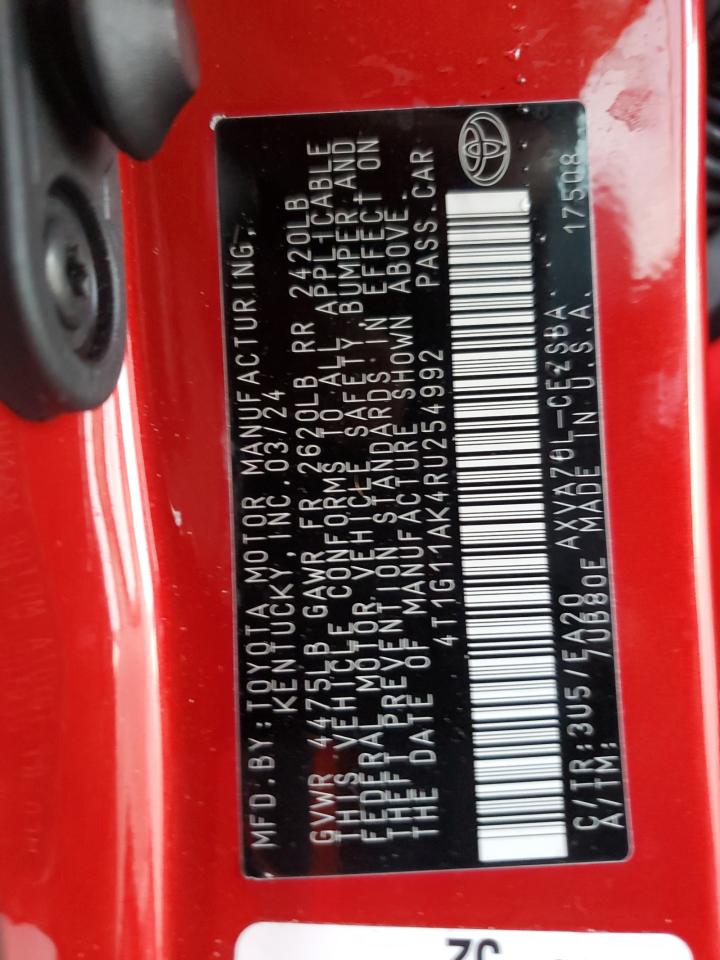 MFD.BY:TOYOTA MOTOR MANUFACTURING,
KENTUCKY,INC.03/24
GVWR 4475LB GAWR FR 2620LB RR 2420LB
THIS VEHICLE CONFORMS TO ALL APPLICABLE
FEDERAL MOTOR VEHICLE SAFETY,BUMPER,AND
THEFT PREVENTION STANDARDS IN EFFECT ON
THE DATE OF MANUFACTURE SHOWN ABOVE.
4T1G11AK4RU254992 PASS.CAR
C/TR:3U5/EA20 AXVA70L-CEZSBA 17508
A/TM: /UB80E MADE IN U.S.A.